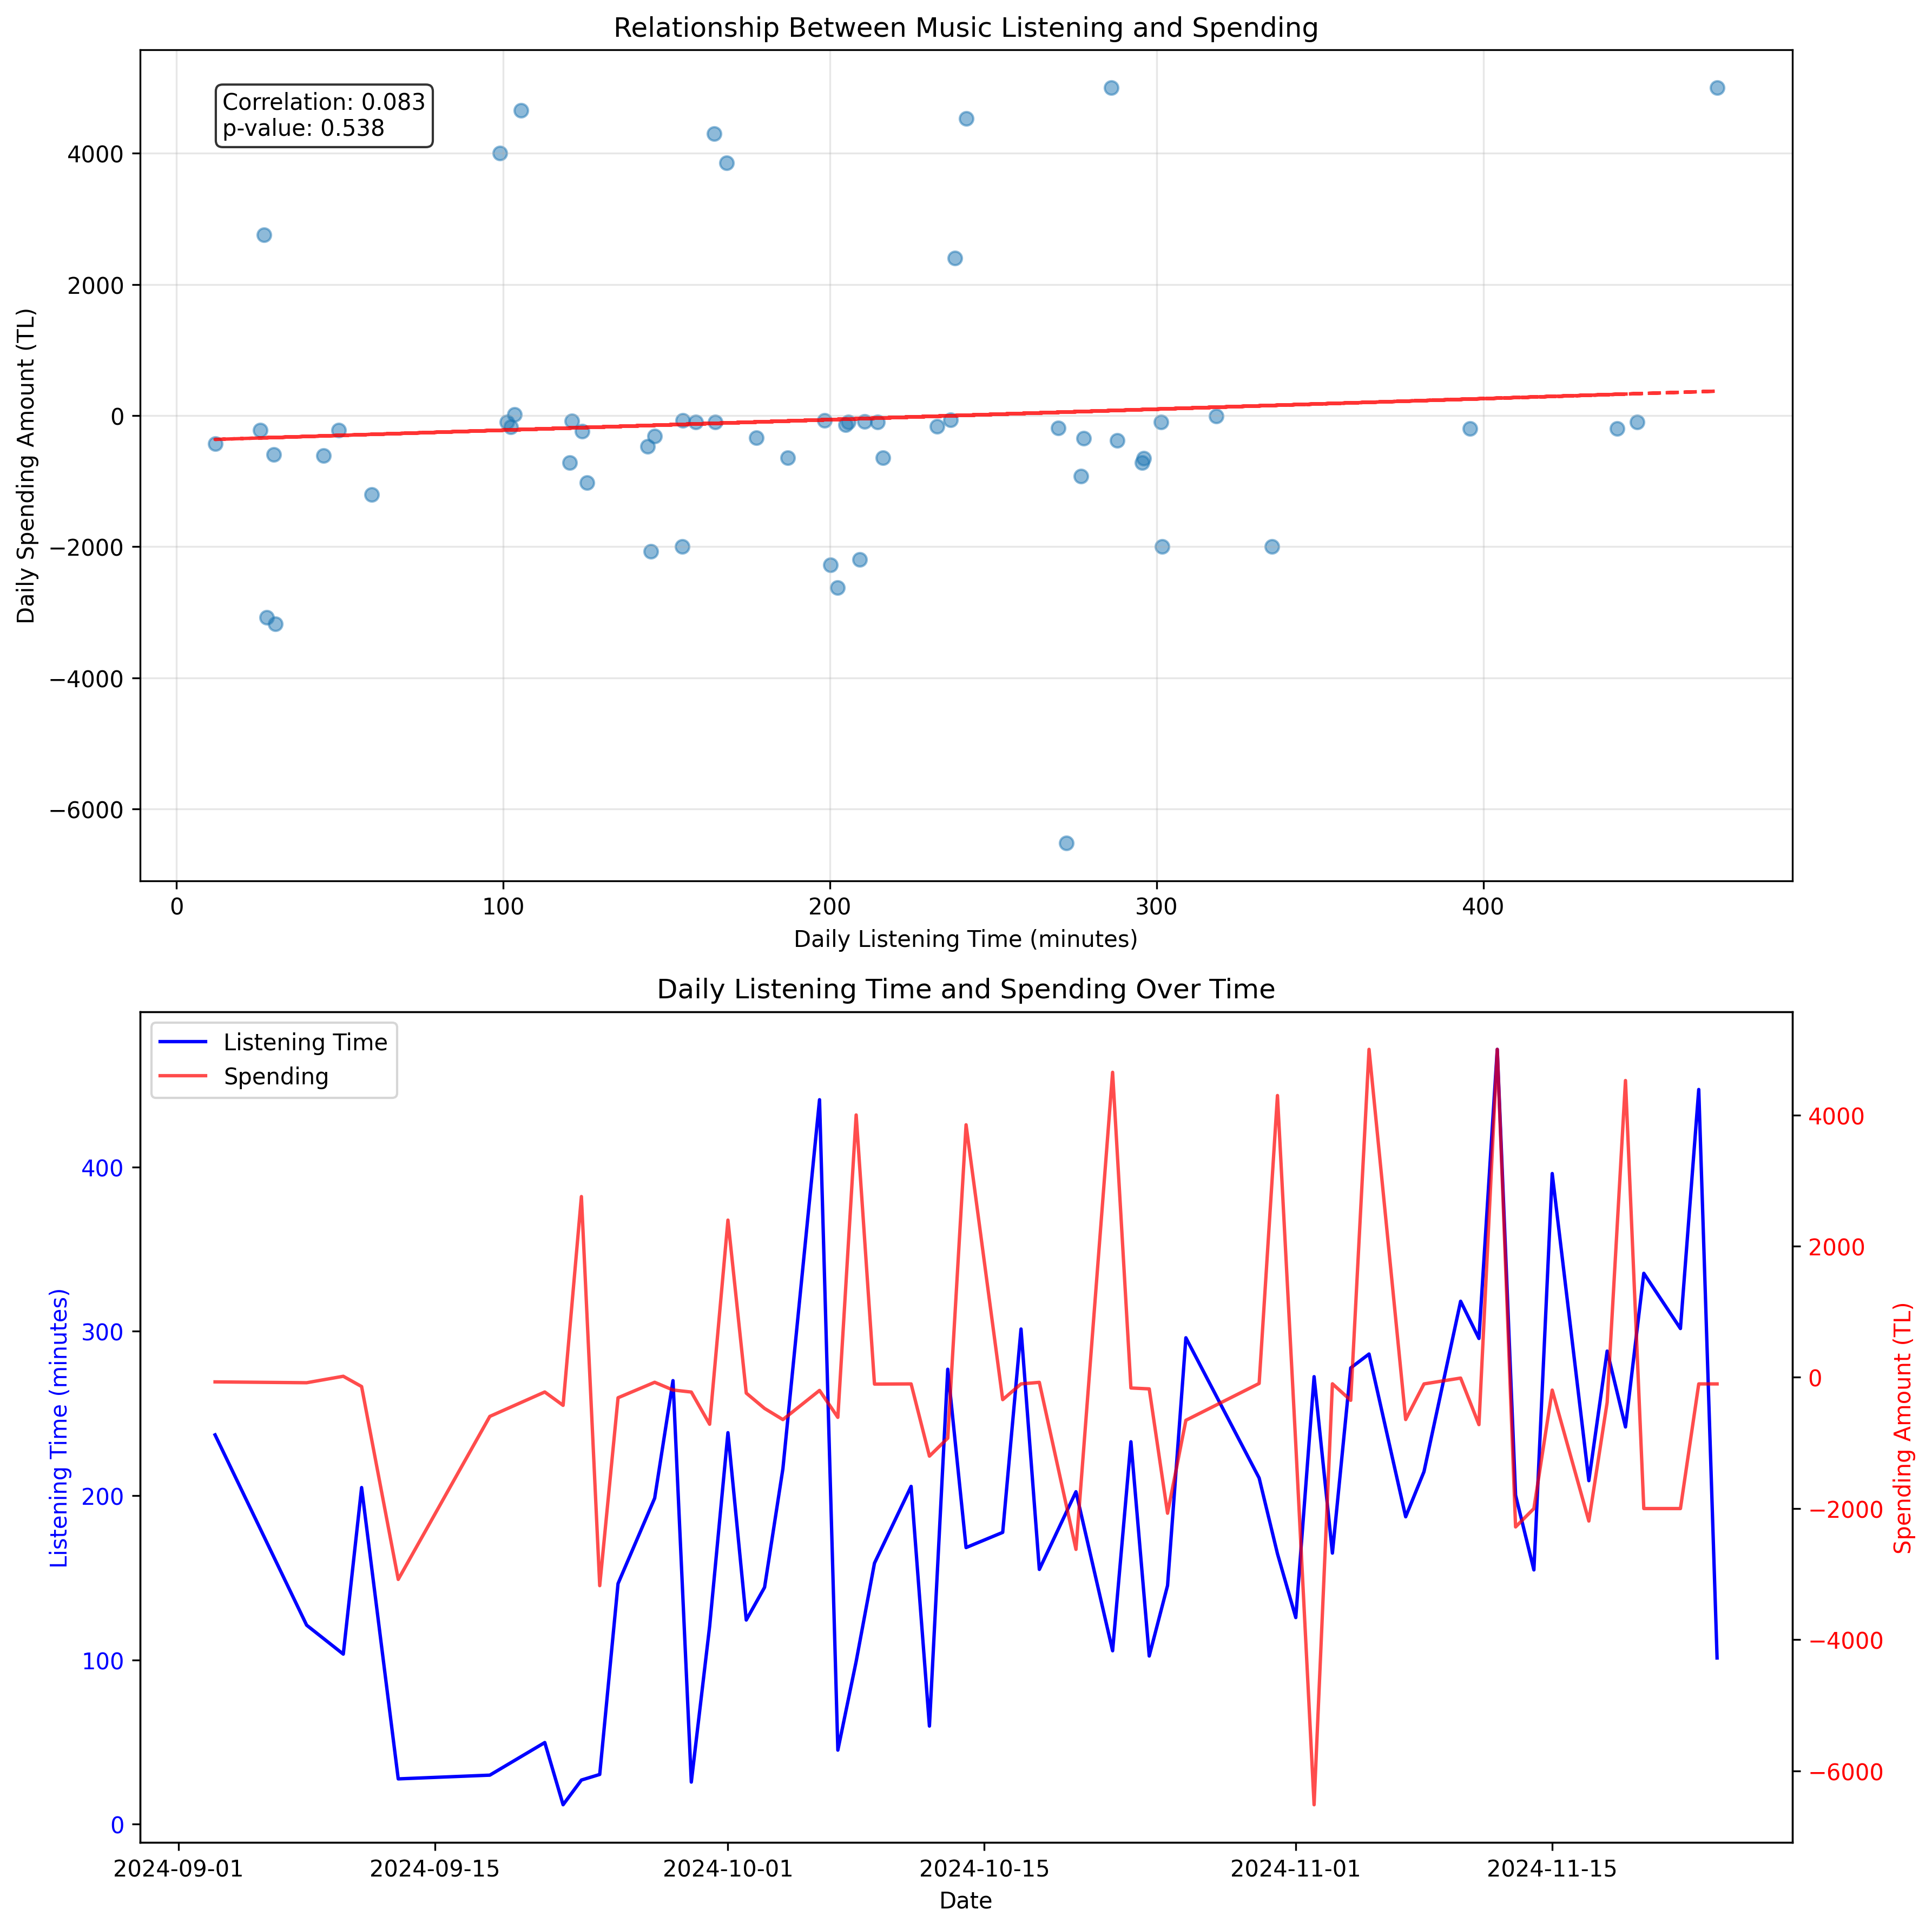 Relationship Between Music Listening and Spending
Correlation: 0.083
p-value: 0.538
4000
2000
0
−2000
−4000
−6000
Daily Spending Amount (TL)
0 100 200 300 400
Daily Listening Time (minutes)
Daily Listening Time and Spending Over Time
Listening Time
Spending
400
300
200
100
0
Listening Time (minutes)
4000
2000
0
−2000
−4000
−6000
Spending Amount (TL)
2024-09-01 2024-09-15 2024-10-01 2024-10-15 2024-11-01 2024-11-15
Date